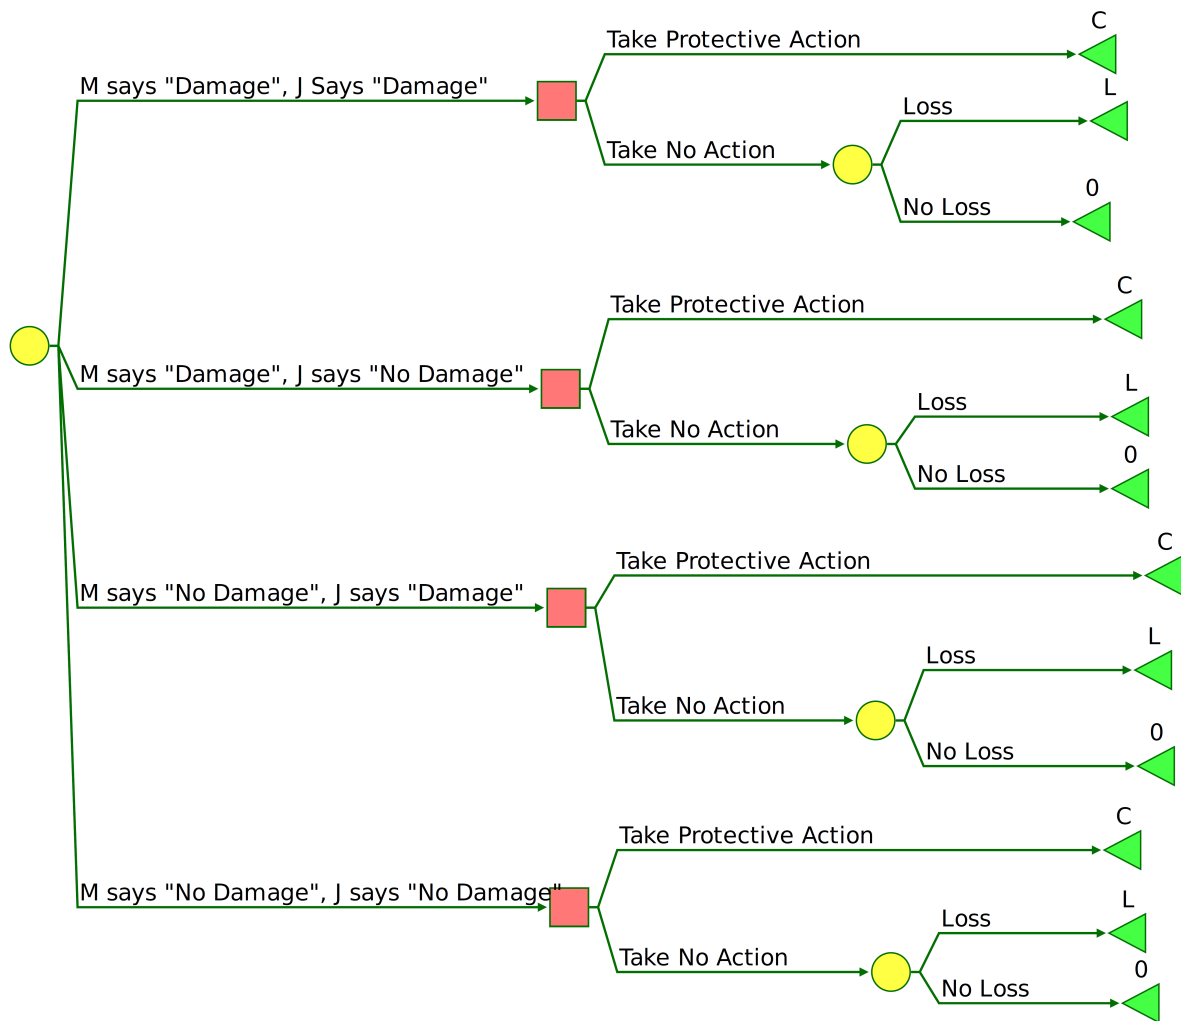 C
Take Protective Action
M says "Damage", J Says "Damage"
L
Loss
Take No Action
0
No Loss
C
Take Protective Action
M says "Damage", J says "No Damage"
L
Loss
Take No Action
0
No Loss
C
Take Protective Action
M says "No Damage", J says "Damage"
L
Loss
Take No Action
0
No Loss
C
Take Protective Action
M says "No Damage", J says "No Damage"
L
Loss
Take No Action
0
No Loss